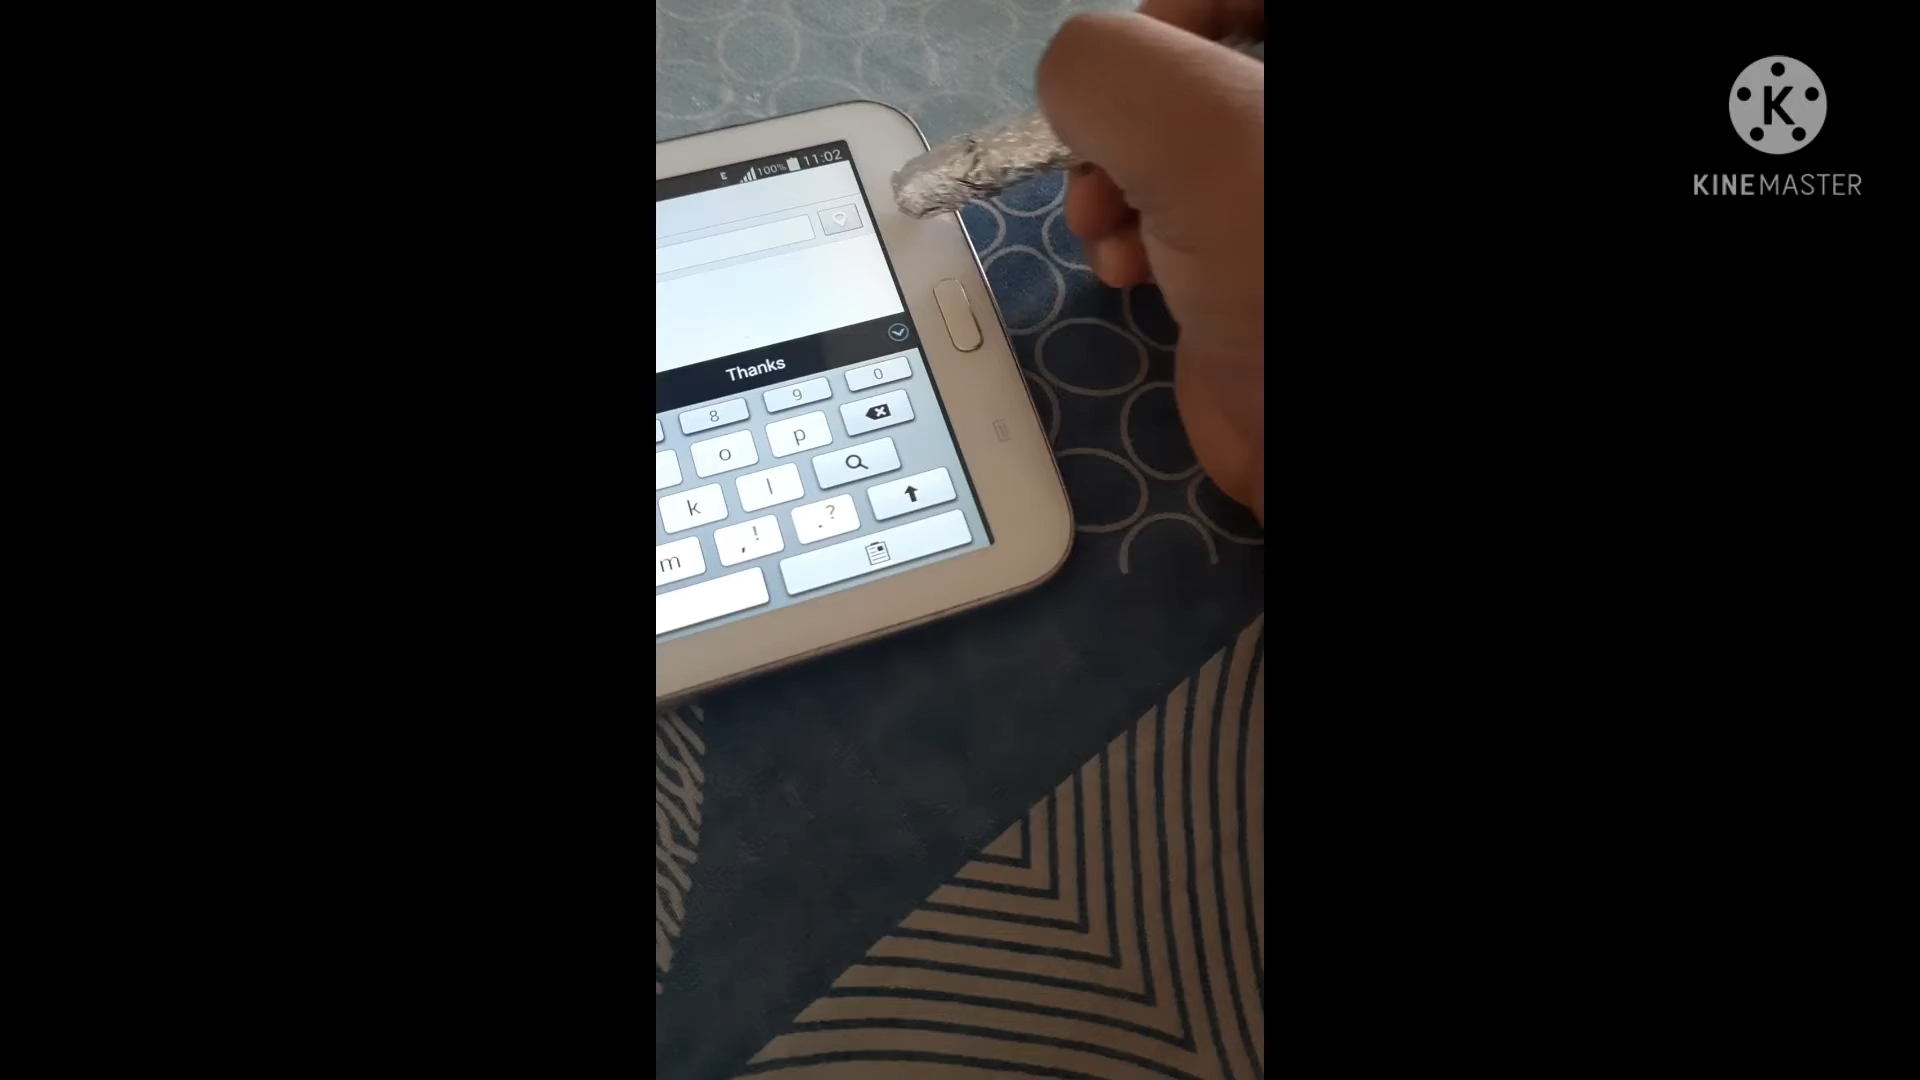 E 100% 11:02
K
KINEMASTER
Thanks
8 9 0
o p
k l
m , ! . ?